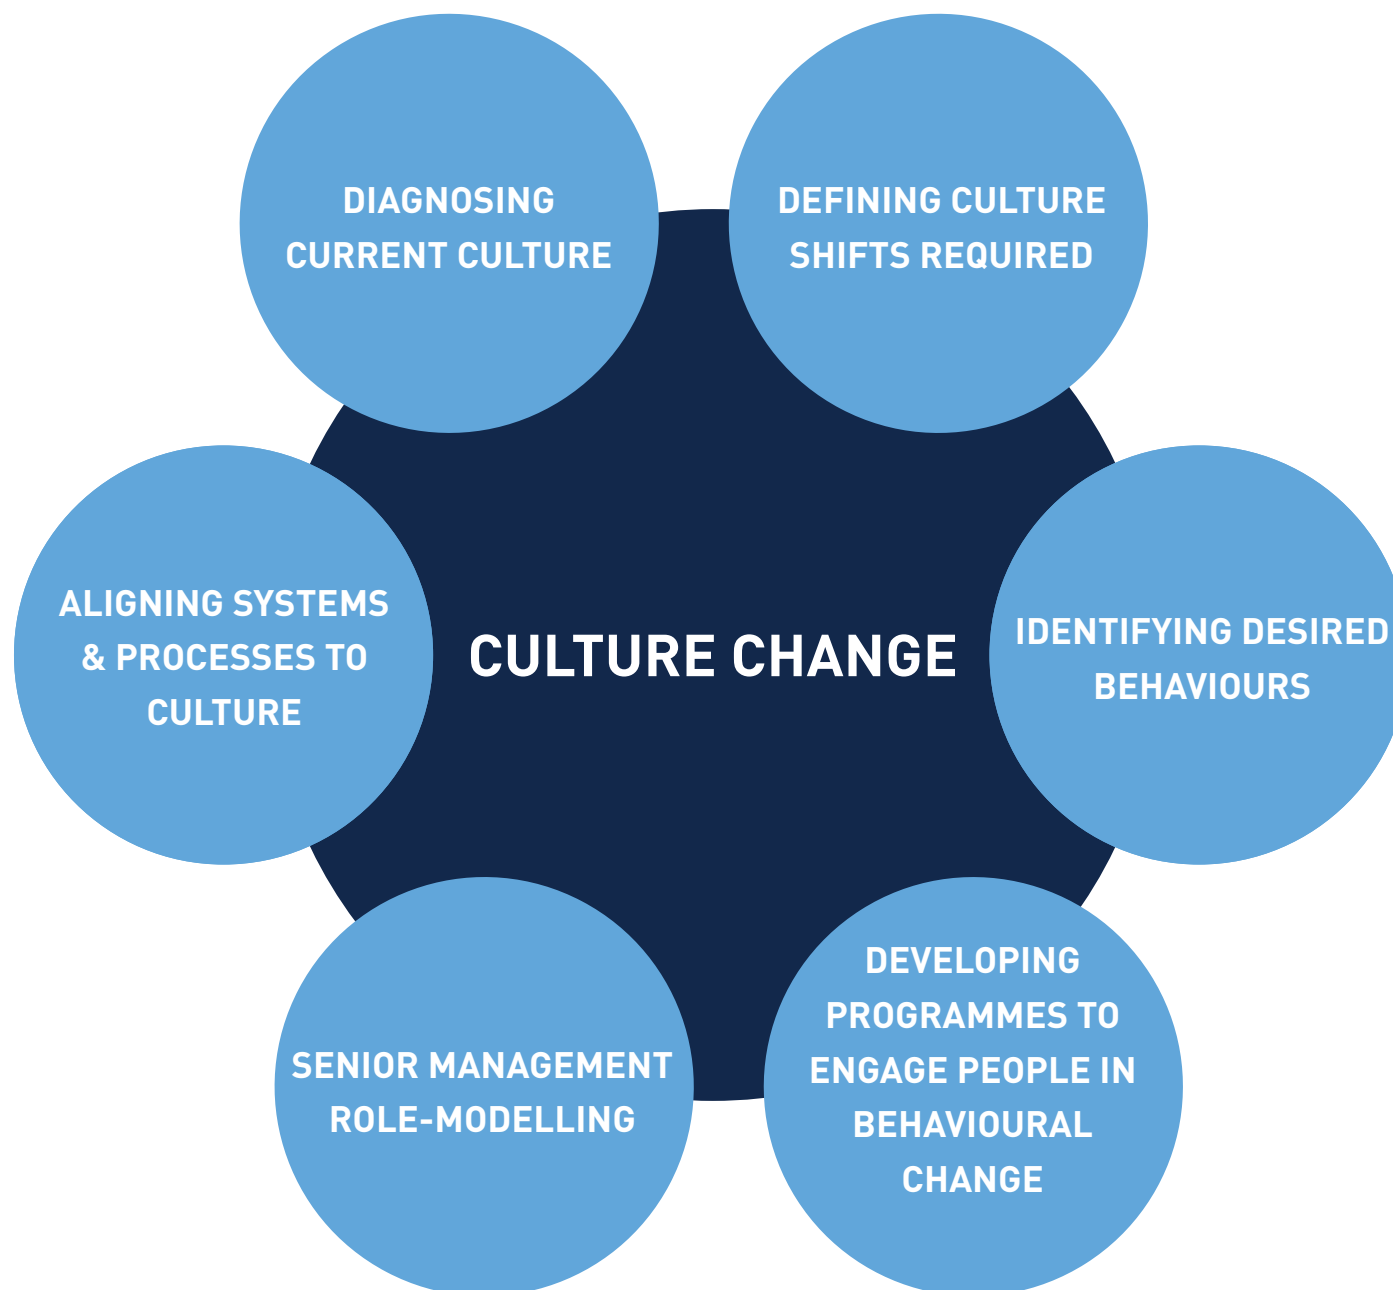 DIAGNOSING
CURRENT CULTURE
DEFINING CULTURE
SHIFTS REQUIRED
ALIGNING SYSTEMS
& PROCESSES TO
CULTURE
CULTURE CHANGE
IDENTIFYING DESIRED
BEHAVIOURS
SENIOR MANAGEMENT
ROLE-MODELLING
DEVELOPING
PROGRAMMES TO
ENGAGE PEOPLE IN
BEHAVIOURAL
CHANGE